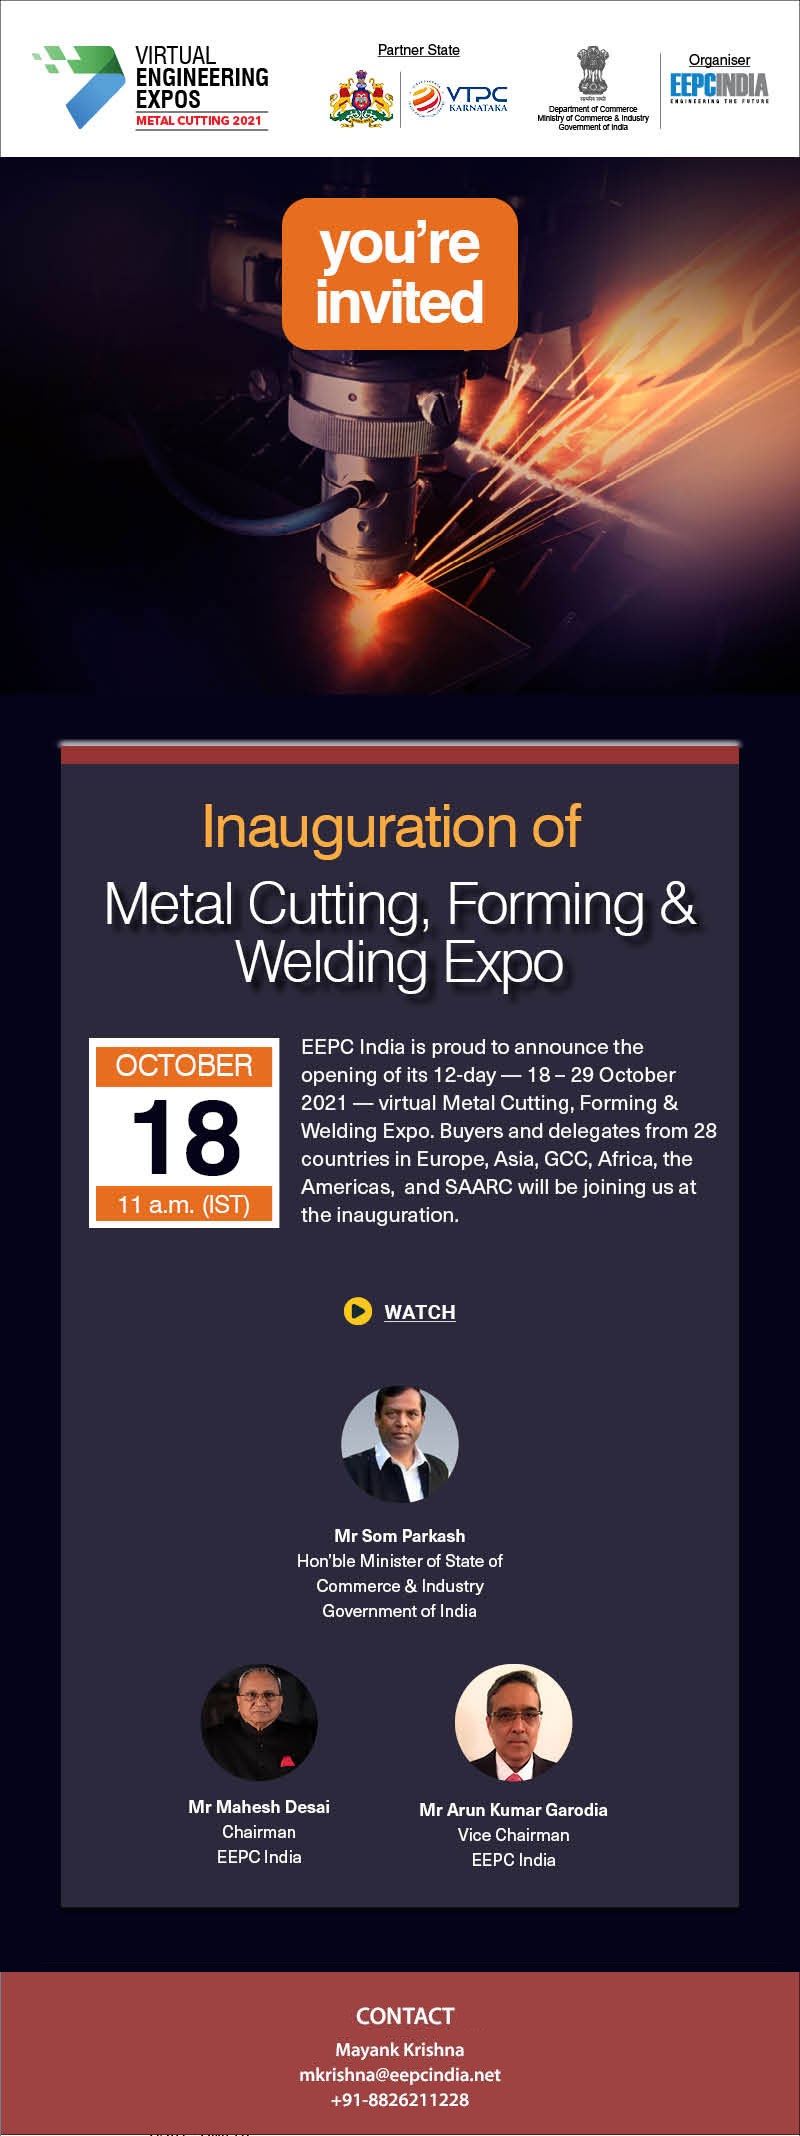 VIRTUAL
ENGINEERING
EXPOS
METAL CUTTING 2021
Partner State
VTPC
KARNATAKA
सत्यमेव जयते
Department of Commerce
Ministry of Commerce & Industry
Government of India
Organiser
EEPCINDIA
ENGINEERING THE FUTURE
you're
invited
Inauguration of
Metal Cutting, Forming &
Welding Expo
OCTOBER
18
11 a.m. (IST)
EEPC India is proud to announce the
opening of its 12-day — 18 – 29 October
2021 — virtual Metal Cutting, Forming &
Welding Expo. Buyers and delegates from 28
countries in Europe, Asia, GCC, Africa, the
Americas, and SAARC will be joining us at
the inauguration.
WATCH
Mr Som Parkash
Hon'ble Minister of State of
Commerce & Industry
Government of India
Mr Mahesh Desai
Chairman
EEPC India
Mr Arun Kumar Garodia
Vice Chairman
EEPC India
CONTACT
Mayank Krishna
mkrishna@eepcindia.net
+91-8826211228